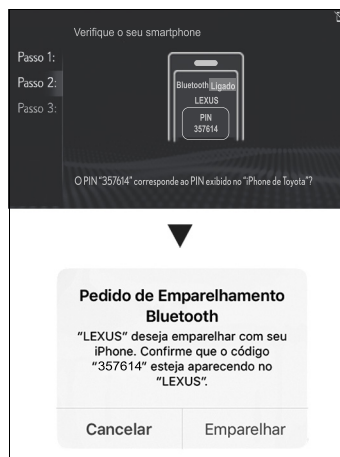 Verifique o seu smartphone
Passo 1:
Passo 2:
Passo 3:
Bluetooth Ligado
LEXUS
PIN
357614
O PIN “357614” corresponde ao PIN exibido no “iPhone de Toyota”?
Pedido de Emparelhamento
Bluetooth
“LEXUS” deseja emparelhar com seu
iPhone. Confirme que o código
“357614” esteja aparecendo no
“LEXUS”.
Cancelar Emparelhar